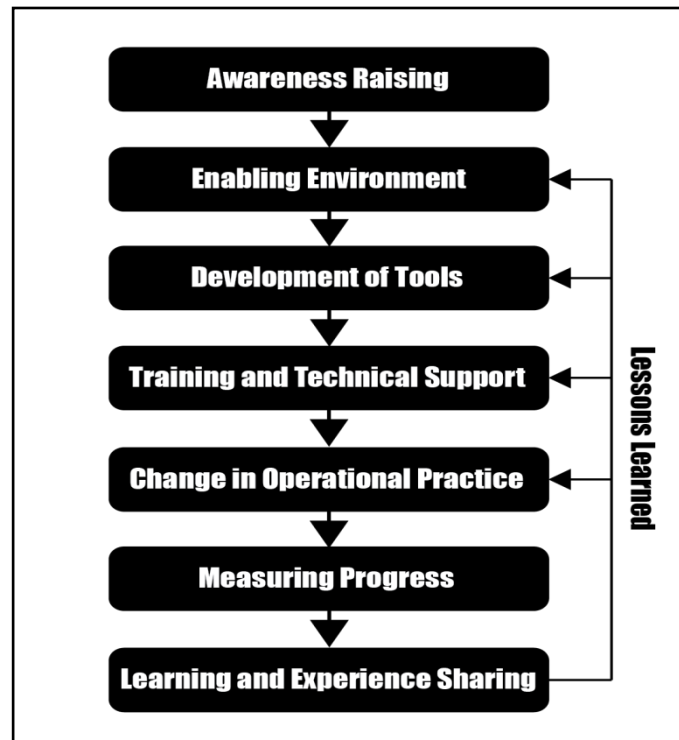 Awareness Raising
Enabling Environment
Development of Tools
Training and Technical Support
Change in Operational Practice
Measuring Progress
Learning and Experience Sharing
Lessons Learned